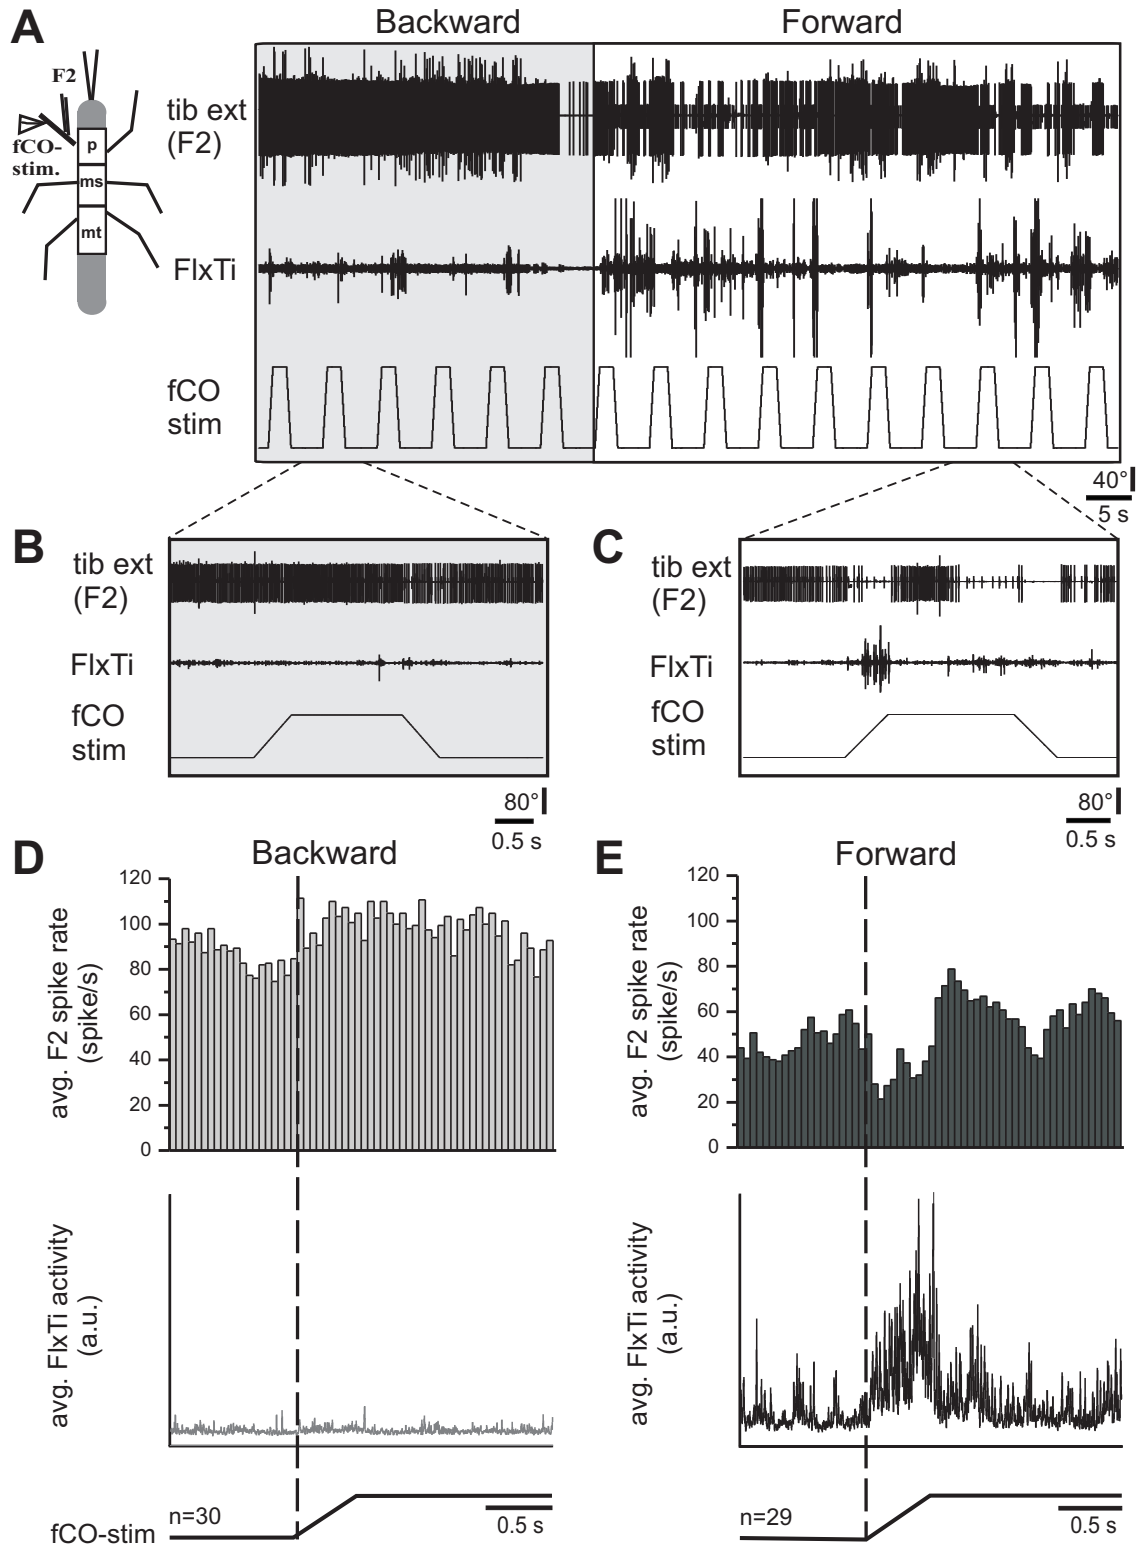 A
Backward
Forward
F2
fCO-
stim.
p
ms
mt
tib ext
(F2)
FlxTi
fCO
stim
40°
5 s
B
tib ext
(F2)
FlxTi
fCO
stim
80°
0.5 s
C
tib ext
(F2)
FlxTi
fCO
stim
80°
0.5 s
D
Backward
avg. F2 spike rate
(spike/s)
120
100
80
60
40
20
0
avg. FlxTi activity
(a.u.)
n=30
fCO-stim
0.5 s
E
Forward
avg. F2 spike rate
(spike/s)
120
100
80
60
40
20
0
avg. FlxTi activity
(a.u.)
n=29
0.5 s